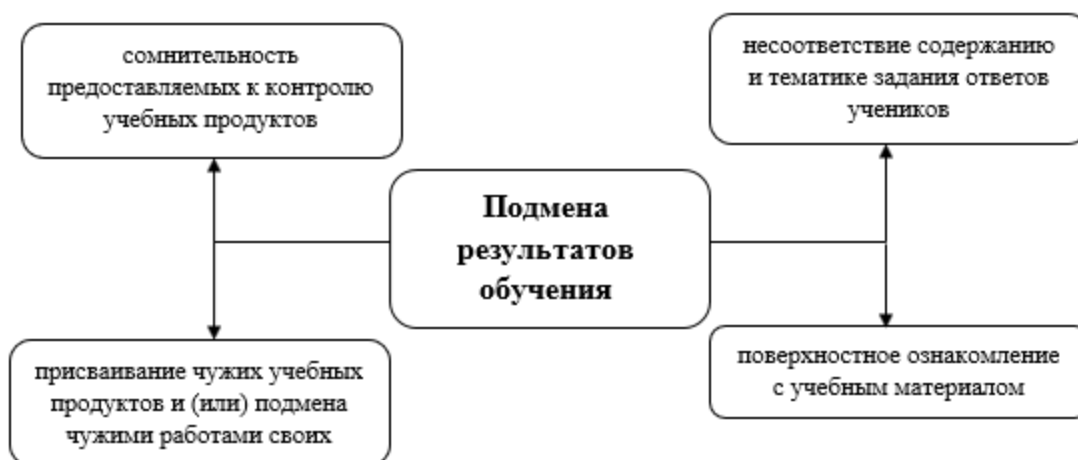 сомнительность
предоставляемых к контролю
учебных продуктов
несоответствие содержанию
и тематике задания ответов
учеников
Подмена
результатов
обучения
присваивание чужих учебных
продуктов и (или) подмена
чужими работами своих
поверхностное ознакомление
с учебным материалом